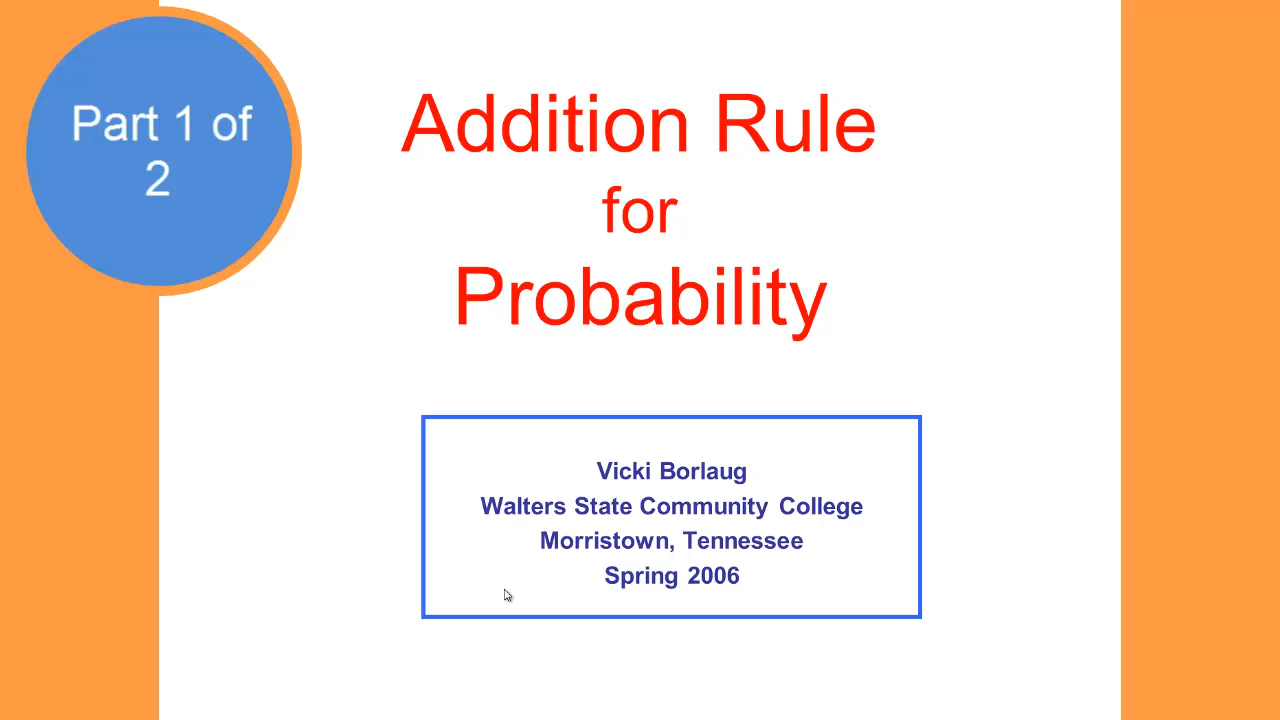 Part 1 of
2
Addition Rule
for
Probability
Vicki Borlaug
Walters State Community College
Morristown, Tennessee
Spring 2006